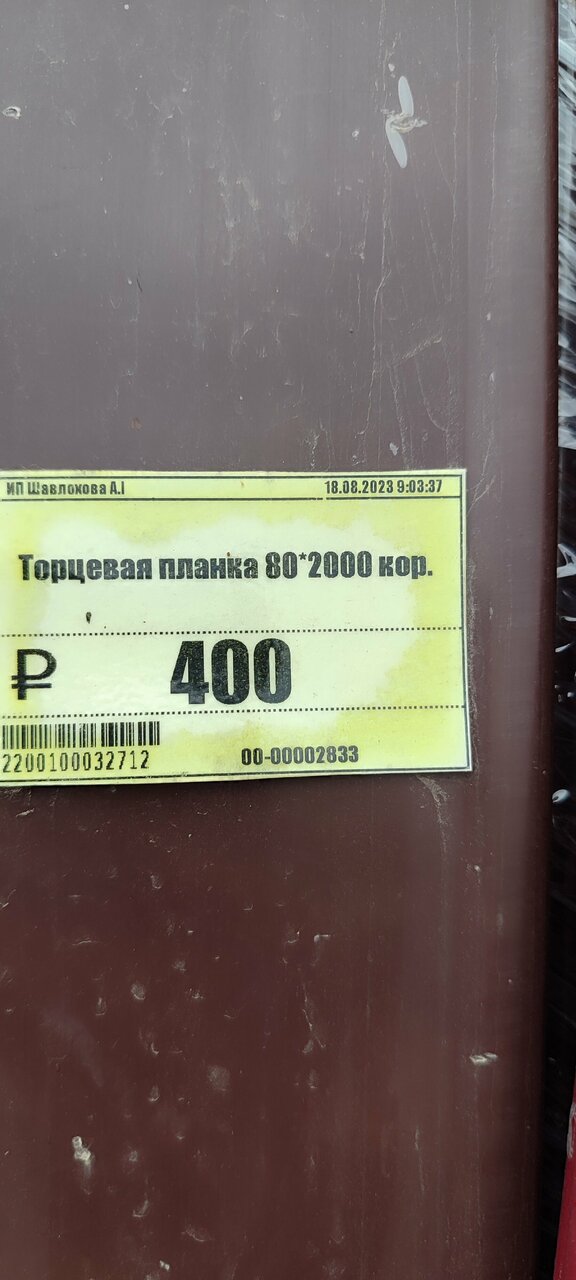 ИП Шавлохова А.І 18.08.2023 9:03:37
Торцевая планка 80*2000 кор.
₽ 400
2200100032712 00-00002833